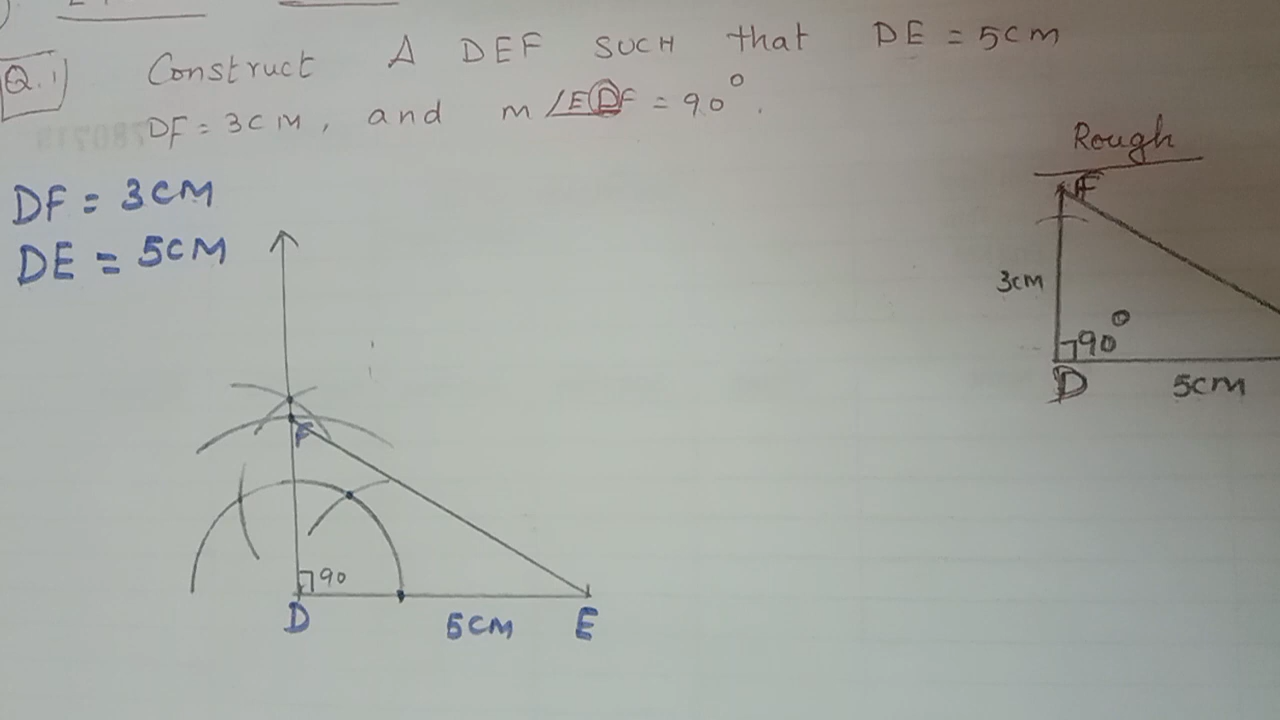 Q.1) Construct Δ DEF SUCH that DE = 5CM
DF = 3CM, and m ∠EDF = 90°.
DF = 3CM
DE = 5CM
Rough
F
3cm
90°
D 5cm
F
90
D 5CM E